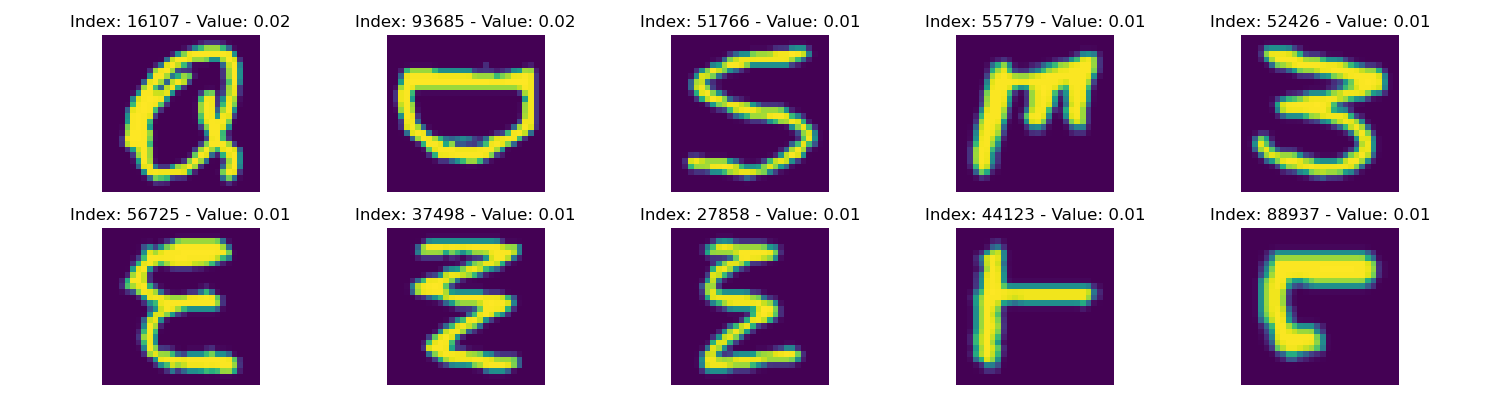 Index: 16107 - Value: 0.02 Index: 93685 - Value: 0.02 Index: 51766 - Value: 0.01 Index: 55779 - Value: 0.01 Index: 52426 - Value: 0.01
a D S m 3
Index: 56725 - Value: 0.01 Index: 37498 - Value: 0.01 Index: 27858 - Value: 0.01 Index: 44123 - Value: 0.01 Index: 88937 - Value: 0.01
E